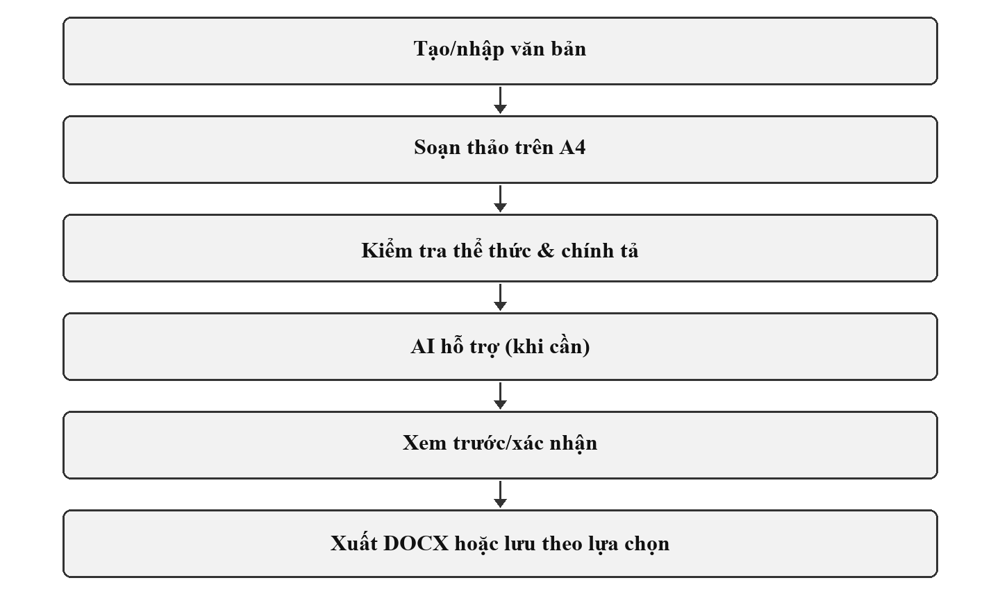 Tạo/nhập văn bản
Soạn thảo trên A4
Kiểm tra thể thức & chính tả
AI hỗ trợ (khi cần)
Xem trước/xác nhận
Xuất DOCX hoặc lưu theo lựa chọn